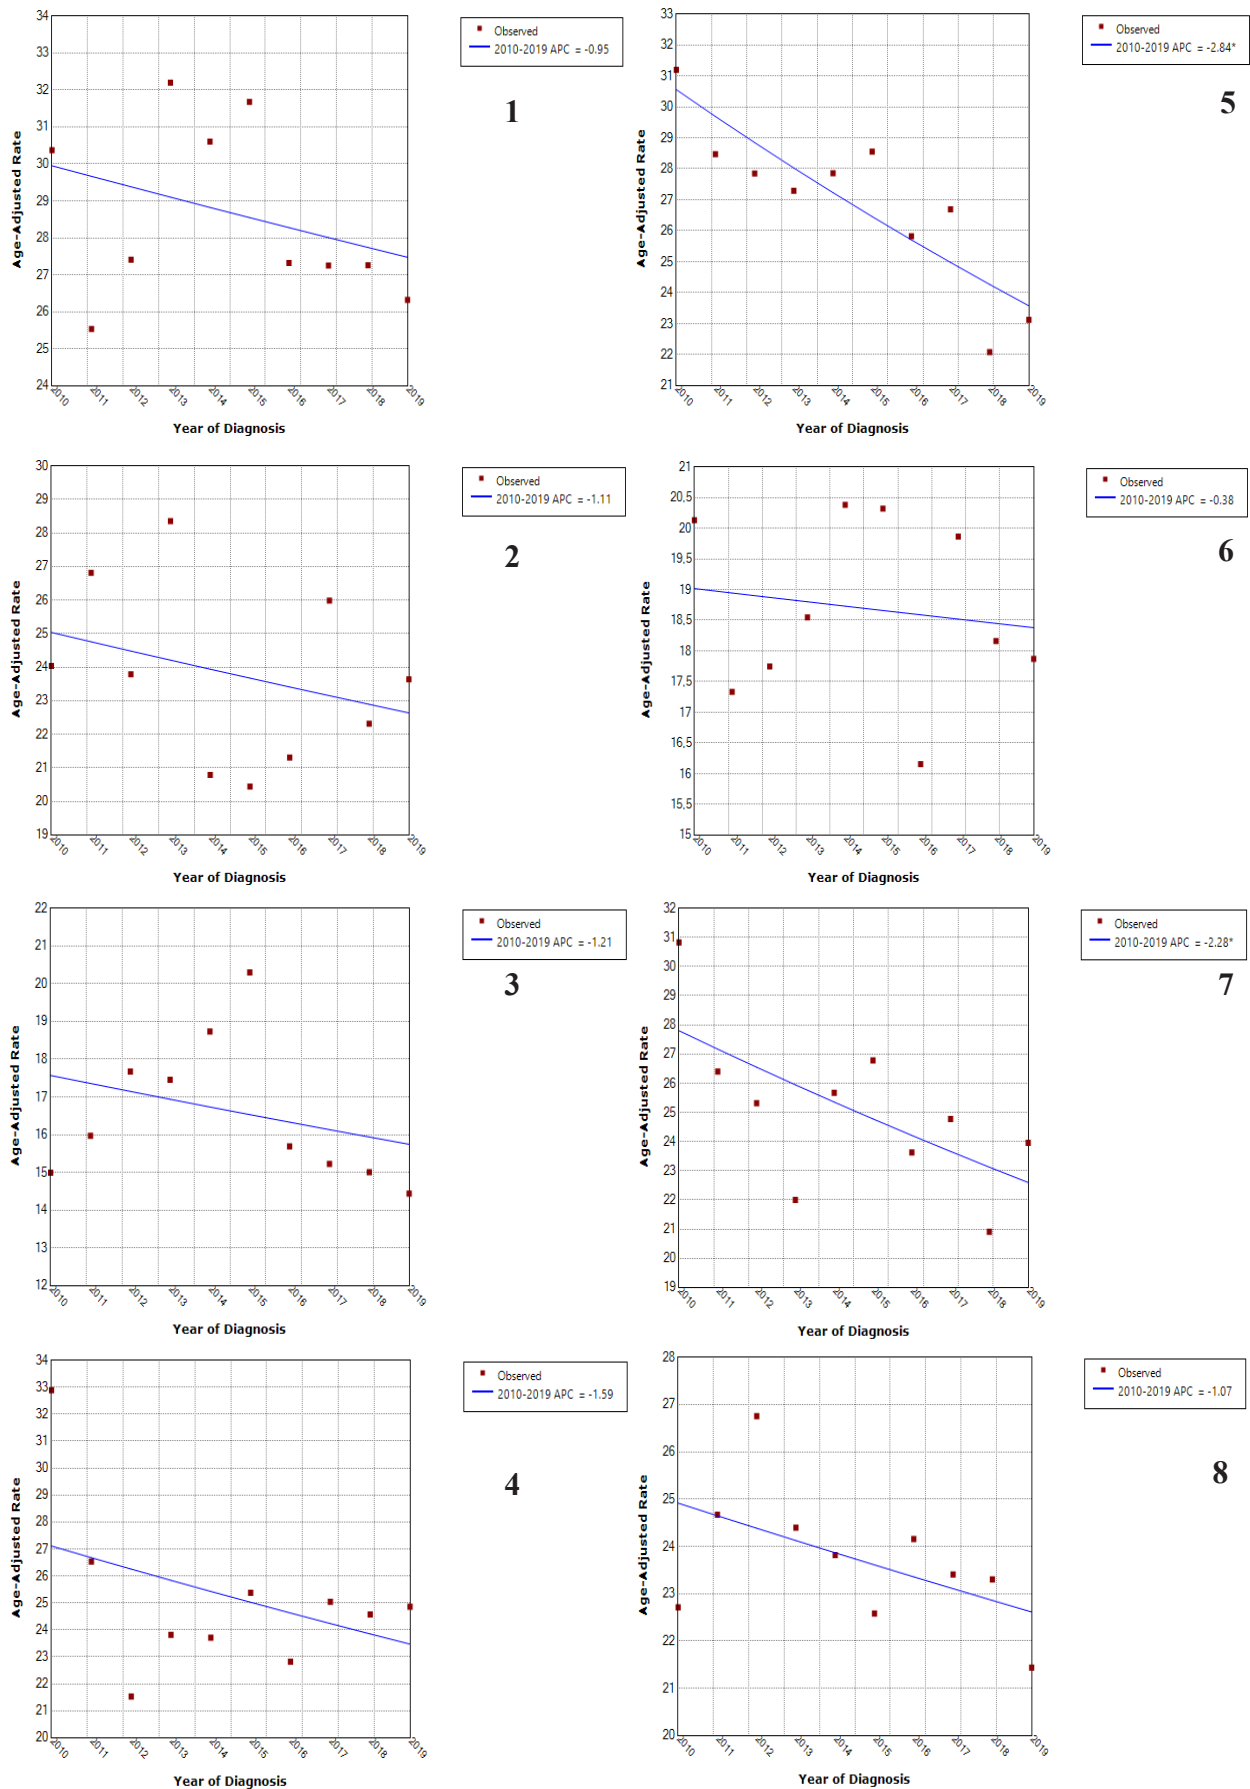 34
33
32
31
30
29
28
27
26
25
24
Age-Adjusted Rate
2010 2011 2012 2013 2014 2015 2016 2017 2018 2019
Year of Diagnosis
Observed
2010-2019 APC = -0.95
1
33
32
31
30
29
28
27
26
25
24
23
22
21
Age-Adjusted Rate
2010 2011 2012 2013 2014 2015 2016 2017 2018 2019
Year of Diagnosis
Observed
2010-2019 APC = -2.84*
5
30
29
28
27
26
25
24
23
22
21
20
19
Age-Adjusted Rate
2010 2011 2012 2013 2014 2015 2016 2017 2018 2019
Year of Diagnosis
Observed
2010-2019 APC = -1.11
2
21
20,5
20
19,5
19
18,5
18
17,5
17
16,5
16
15,5
15
Age-Adjusted Rate
2010 2011 2012 2013 2014 2015 2016 2017 2018 2019
Year of Diagnosis
Observed
2010-2019 APC = -0.38
6
22
21
20
19
18
17
16
15
14
13
12
Age-Adjusted Rate
2010 2011 2012 2013 2014 2015 2016 2017 2018 2019
Year of Diagnosis
Observed
2010-2019 APC = -1.21
3
32
31
30
29
28
27
26
25
24
23
22
21
20
19
Age-Adjusted Rate
2010 2011 2012 2013 2014 2015 2016 2017 2018 2019
Year of Diagnosis
Observed
2010-2019 APC = -2.28*
7
34
33
32
31
30
29
28
27
26
25
24
23
22
21
20
Age-Adjusted Rate
2010 2011 2012 2013 2014 2015 2016 2017 2018 2019
Year of Diagnosis
Observed
2010-2019 APC = -1.59
4
28
27
26
25
24
23
22
21
20
Age-Adjusted Rate
2010 2011 2012 2013 2014 2015 2016 2017 2018 2019
Year of Diagnosis
Observed
2010-2019 APC = -1.07
8